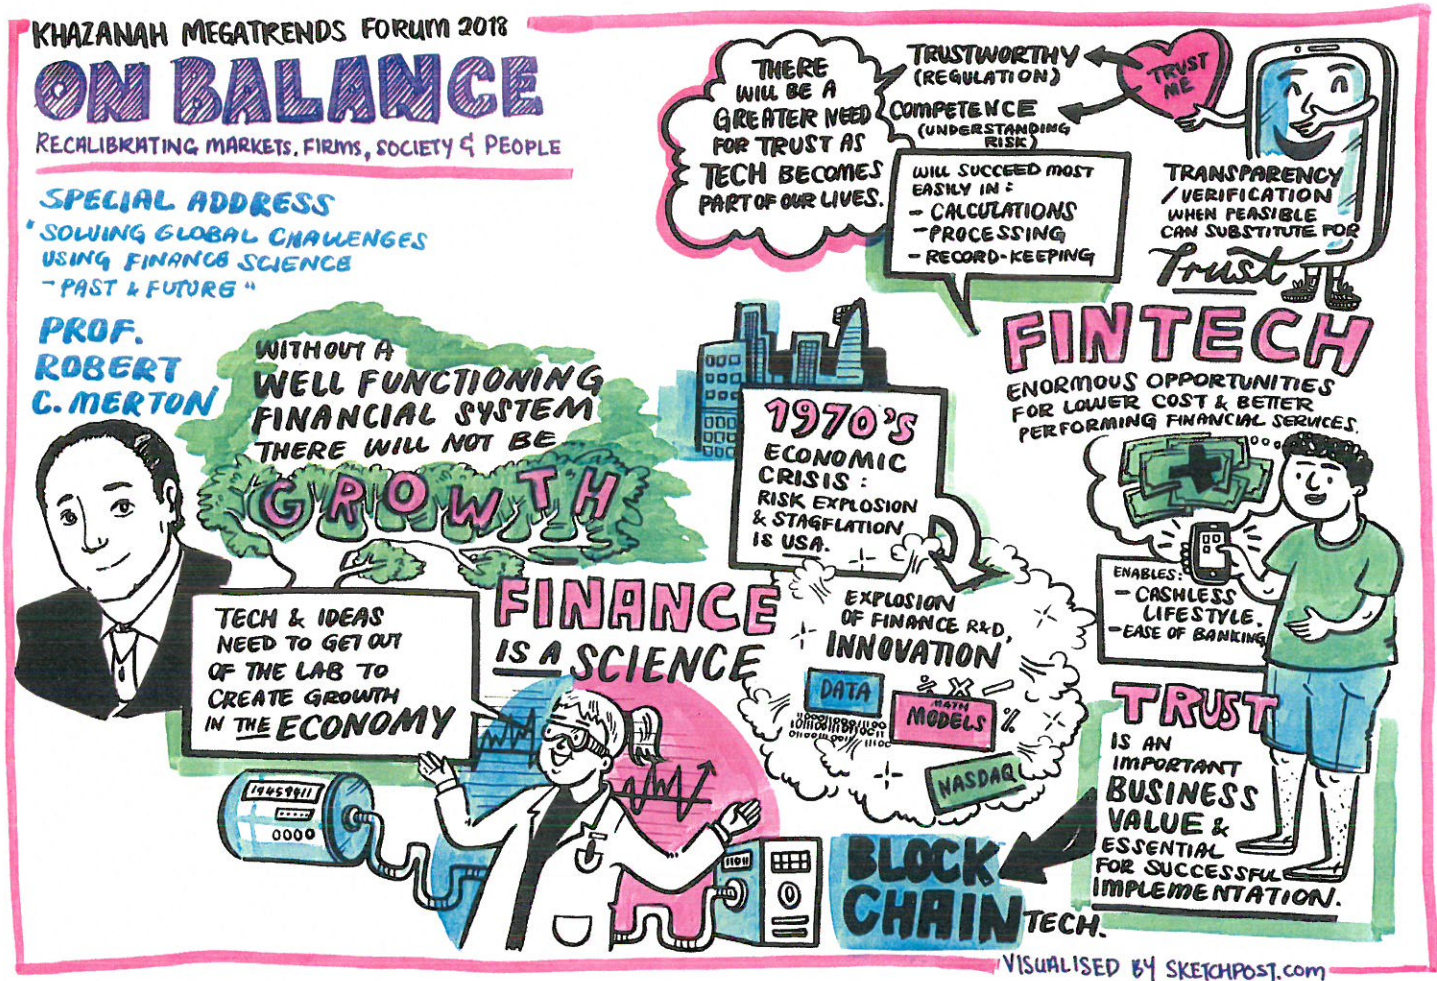 KHAZANAH MEGATRENDS FORUM 2018
ON BALANCE
RECALIBRATING MARKETS, FIRMS, SOCIETY & PEOPLE
SPECIAL ADDRESS
"SOLVING GLOBAL CHALLENGES
USING FINANCE SCIENCE
- PAST & FUTURE"
PROF.
ROBERT
C. MERTON
WITHOUT A
WELL FUNCTIONING
FINANCIAL SYSTEM
THERE WILL NOT BE
GROWTH
TECH & IDEAS
NEED TO GET OUT
OF THE LAB TO
CREATE GROWTH
IN THE ECONOMY
FINANCE
IS A SCIENCE
1970's
ECONOMIC
CRISIS:
RISK EXPLOSION
& STAGFLATION
IS USA.
EXPLOSION
OF FINANCE R&D,
INNOVATION
DATA
MATH
MODELS
%
NASDAQ
THERE
WILL BE A
GREATER NEED
FOR TRUST AS
TECH BECOMES
PART OF OUR LIVES.
TRUSTWORTHY
(REGULATION)
COMPETENCE
(UNDERSTANDING
RISK)
TRUST
ME
WILL SUCCEED MOST
EASILY IN:
- CALCULATIONS
- PROCESSING
- RECORD-KEEPING
TRANSPARENCY
/VERIFICATION
WHEN FEASIBLE
CAN SUBSTITUTE FOR
Trust
FINTECH
ENORMOUS OPPORTUNITIES
FOR LOWER COST & BETTER
PERFORMING FINANCIAL SERVICES.
ENABLES:
- CASHLESS
LIFESTYLE.
- EASE OF BANKING
TRUST
IS AN
IMPORTANT
BUSINESS
VALUE &
ESSENTIAL
FOR SUCCESSFUL
IMPLEMENTATION.
BLOCK
CHAIN TECH.
VISUALISED BY SKETCHPOST.COM